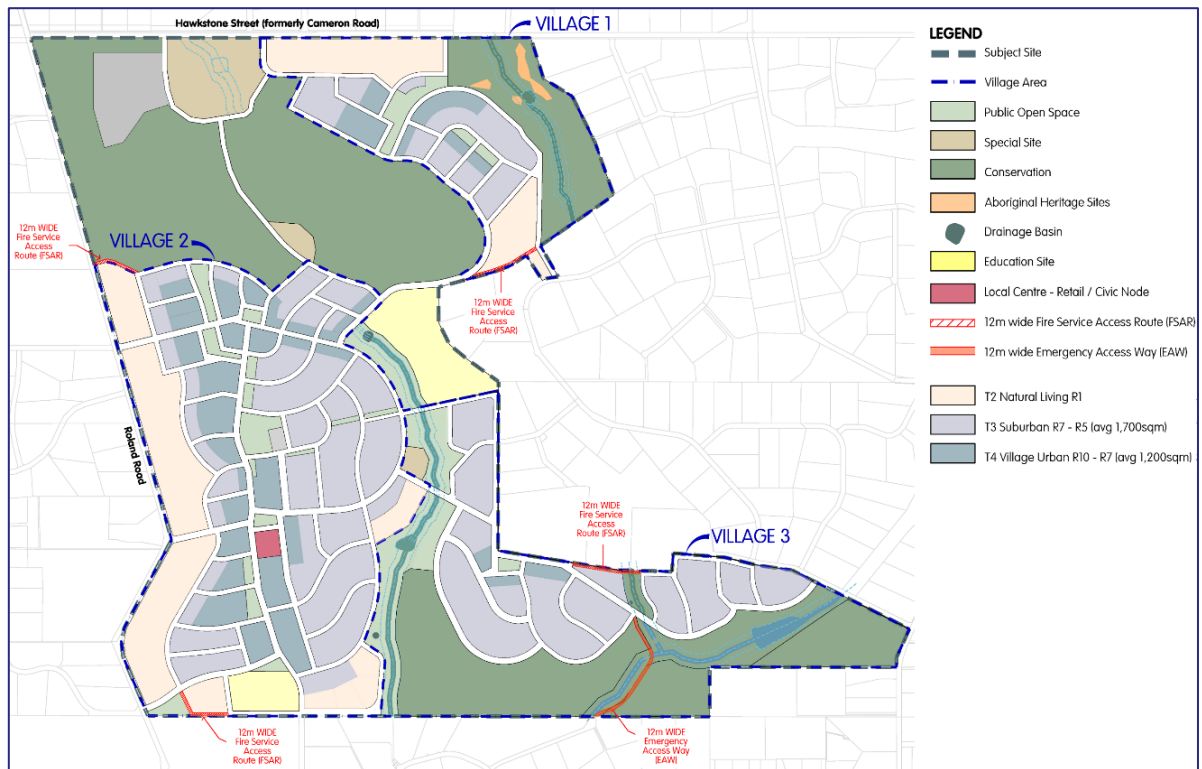 Hawkstone Street (formerly Cameron Road)
VILLAGE 1
12m WIDE
Fire Service
Access
Route (FSAR)
VILLAGE 2
12m WIDE
Fire Service
Access
Route (FSAR)
Roland Road
12m WIDE
Fire Service
Access
Route (FSAR)
VILLAGE 3
12m WIDE
Fire Service
Access
Route (FSAR)
12m WIDE
Emergency
Access Way
(EAW)
LEGEND
Subject Site
Village Area
Public Open Space
Special Site
Conservation
Aboriginal Heritage Sites
Drainage Basin
Education Site
Local Centre - Retail / Civic Node
12m wide Fire Service Access Route (FSAR)
12m wide Emergency Access Way (EAW)
T2 Natural Living R1
T3 Suburban R7 - R5 (avg 1,700sqm)
T4 Village Urban R10 - R7 (avg 1,200sqm)